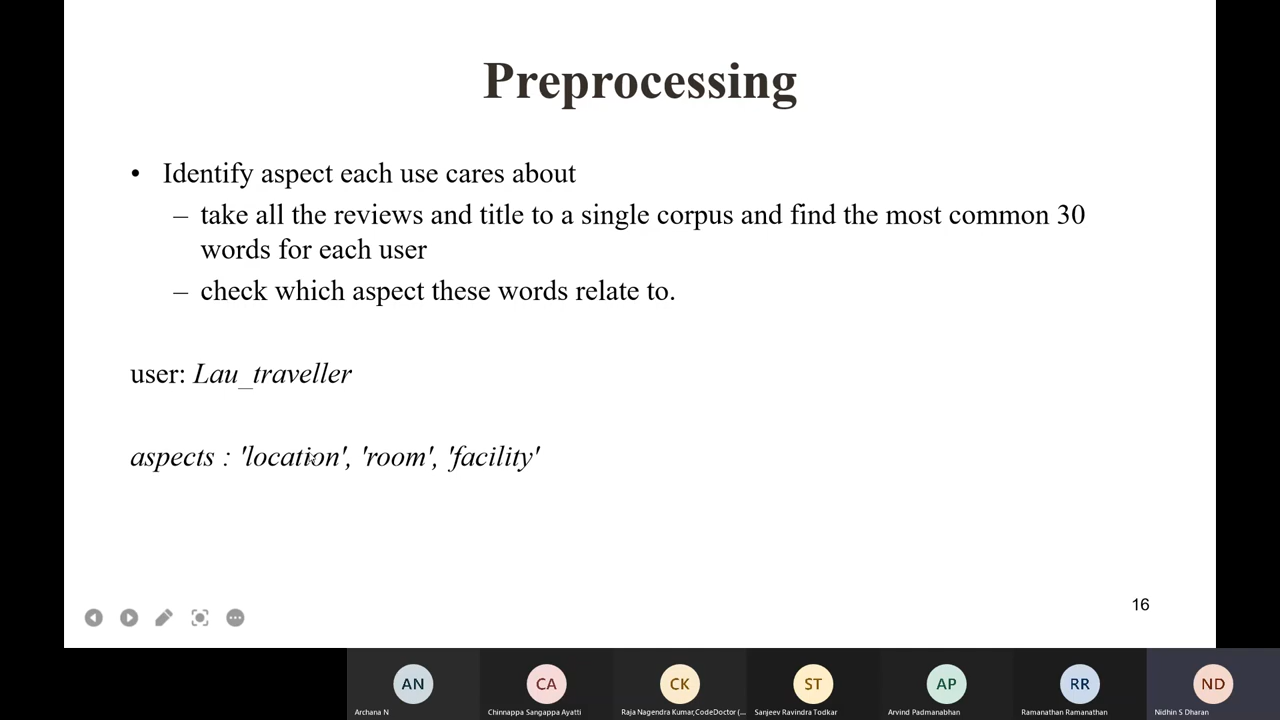 Preprocessing
• Identify aspect each use cares about
– take all the reviews and title to a single corpus and find the most common 30
words for each user
– check which aspect these words relate to.
user: Lau_traveller
aspects : 'location', 'room', 'facility'
16
AN
CA
CK
ST
AP
RR
ND
Archana N
Chinnappa Sangappa Ayatti
Raja Nagendra Kumar,CodeDoctor (...
Sanjeev Ravindra Todkar
Arvind Padmanabhan
Ramanathan Ramanathan
Nidhin S Dharan